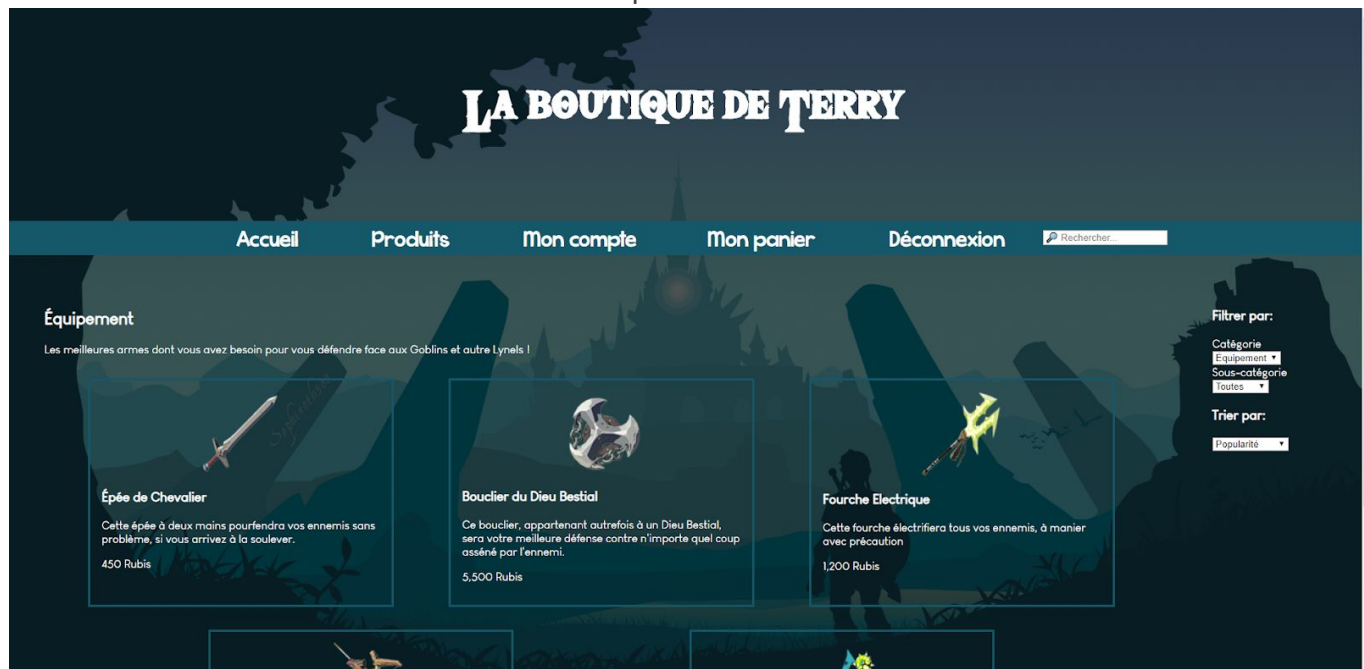 La boutique de Terry
Accueil Produits Mon compte Mon panier Déconnexion Rechercher...
Équipement
Les meilleures armes dont vous avez besoin pour vous défendre face aux Goblins et autre Lynels !
Épée de Chevalier
Cette épée à deux mains pourfendra vos ennemis sans
problème, si vous arrivez à la soulever.
450 Rubis
Bouclier du Dieu Bestial
Ce bouclier, appartenant autrefois à un Dieu Bestial,
sera votre meilleure défense contre n'importe quel coup
asséné par l'ennemi.
5,500 Rubis
Fourche Electrique
Cette fourche électrifiera tous vos ennemis, à manier
avec précaution
1,200 Rubis
Filtrer par:
Catégorie
Équipement
Sous-catégorie
Toutes
Trier par:
Popularité